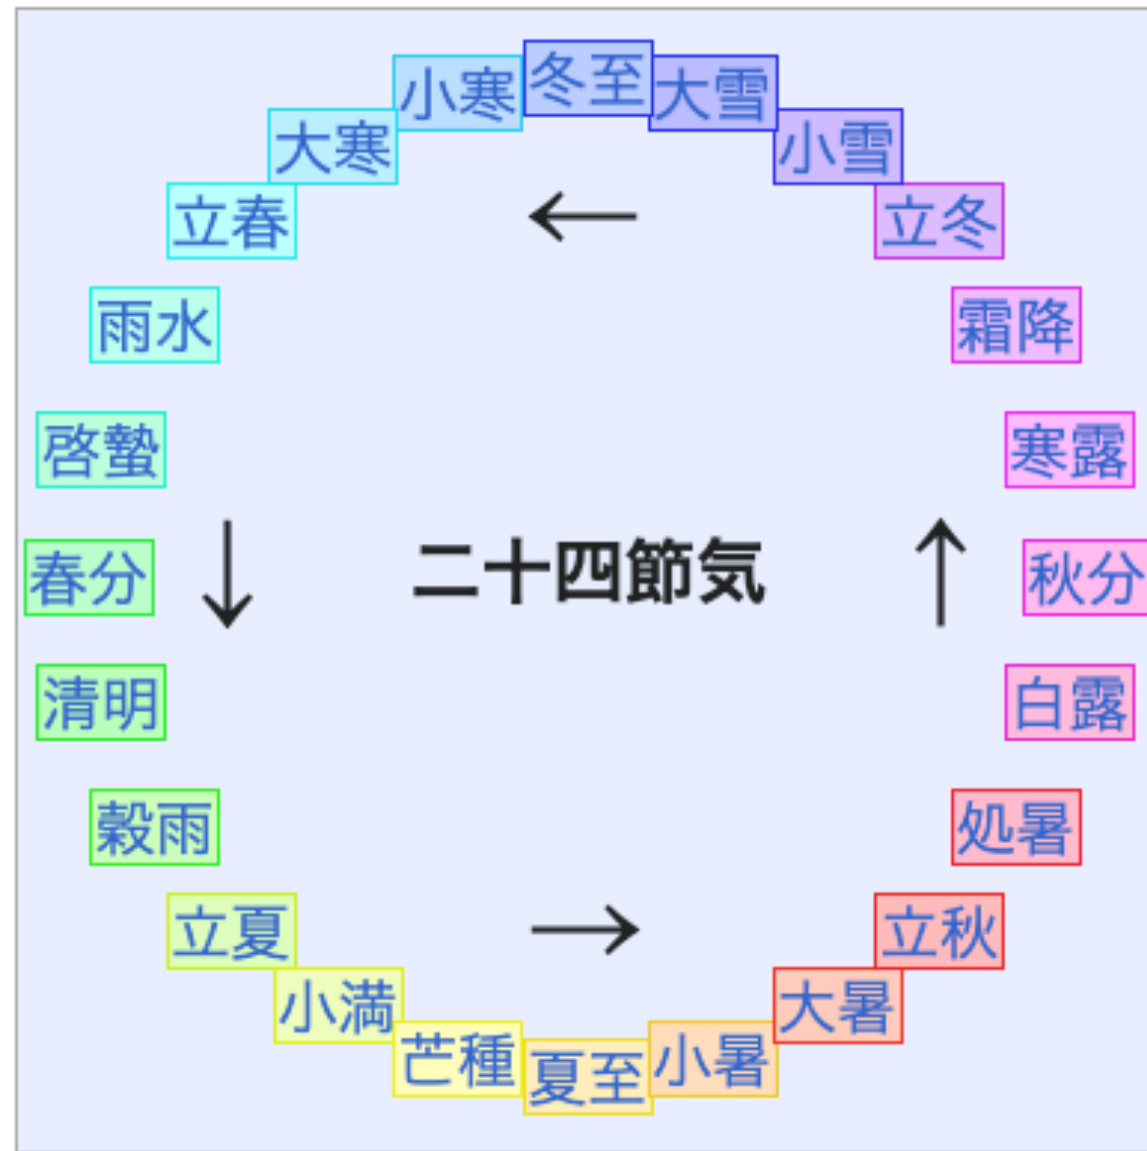 冬至
小寒
大雪
大寒
小雪
立春
立冬
←
雨水
霜降
啓蟄
寒露
春分
↓
二十四節気
↑
秋分
清明
白露
穀雨
処暑
立夏
→
立秋
小満
大暑
芒種
夏至
小暑